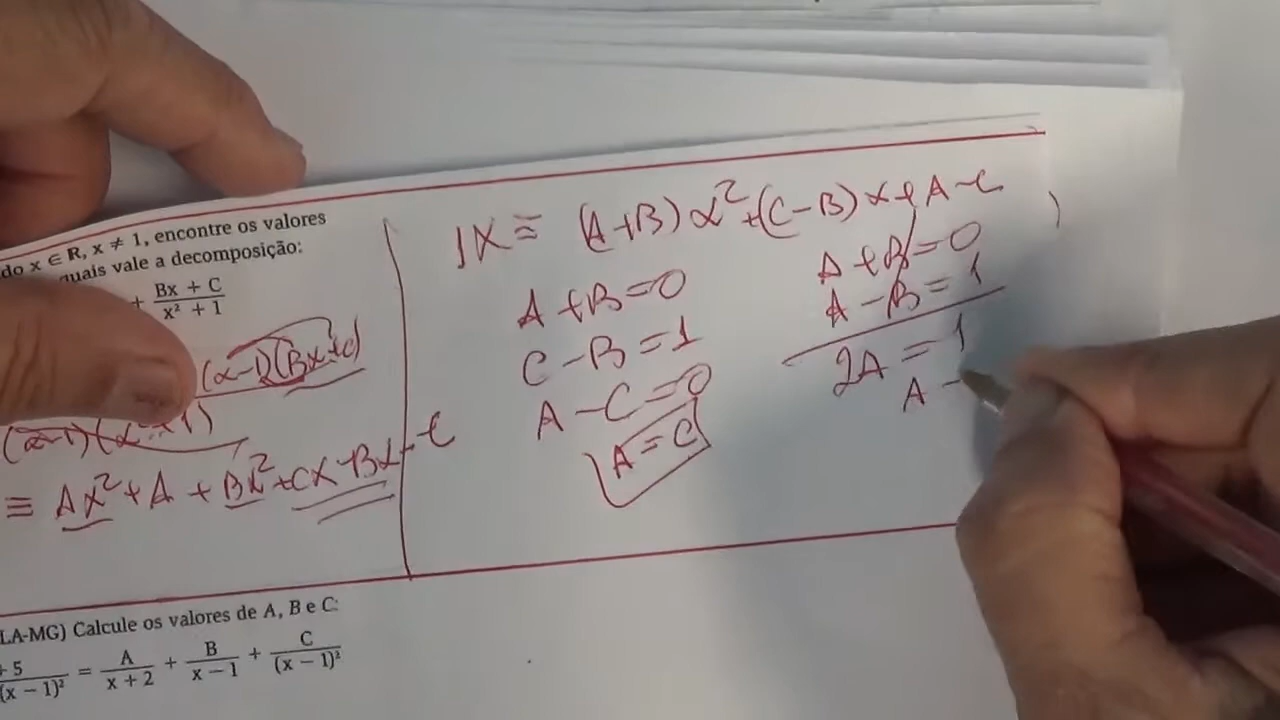 do x ∈ R, x ≠ 1, encontre os valores
quais vale a decomposição:
+ Bx + C / x² + 1
(x-1)(Bx+C)
(x-1)(x²+1)
≡ Ax² + A + Bx² + Cx - Bx - C
1x ≡ (A+B)x² + (C-B)x + A - C
A + B = 0
C - B = 1
A - C = 0
A = C
A + B = 0
A - B = 1
2A = 1
A -
LA-MG) Calcule os valores de A, B e C:
+ 5 / (x − 1)² = A / x + 2 + B / x − 1 + C / (x − 1)²